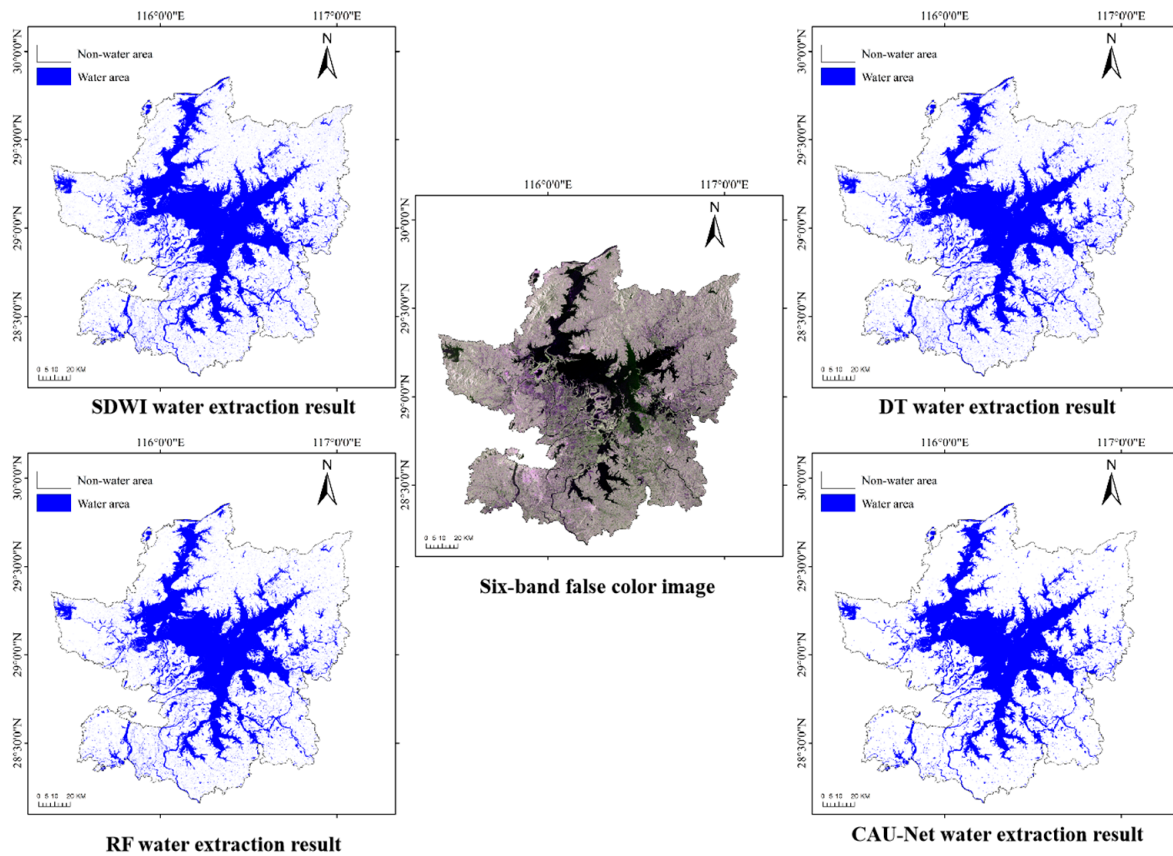 116°0'0"E
117°0'0"E
30°0'0"N
29°30'0"N
29°0'0"N
28°30'0"N
N
Non-water area
Water area
0 5 10 20 KM
SDWI water extraction result
116°0'0"E
117°0'0"E
30°0'0"N
29°30'0"N
29°0'0"N
28°30'0"N
N
Non-water area
Water area
0 5 10 20 KM
DT water extraction result
116°0'0"E
117°0'0"E
30°0'0"N
29°30'0"N
29°0'0"N
28°30'0"N
N
0 5 10 20 KM
Six-band false color image
116°0'0"E
117°0'0"E
30°0'0"N
29°30'0"N
29°0'0"N
28°30'0"N
N
Non-water area
Water area
0 5 10 20 KM
RF water extraction result
116°0'0"E
117°0'0"E
30°0'0"N
29°30'0"N
29°0'0"N
28°30'0"N
N
Non-water area
Water area
0 5 10 20 KM
CAU-Net water extraction result